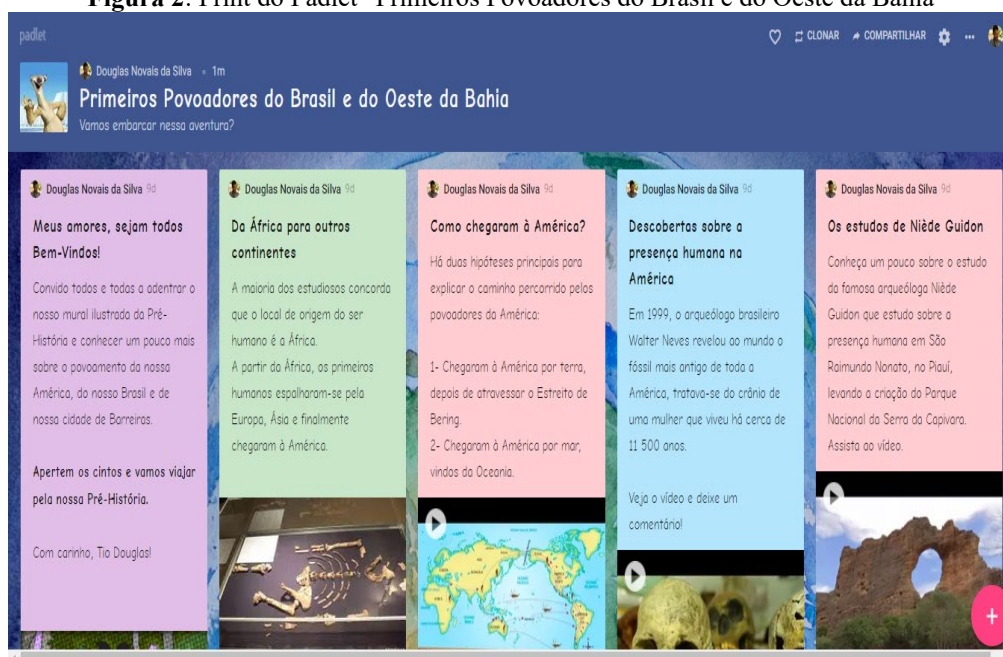 Figura 2: Print do Padlet "Primeiros Povoadores do Brasil e do Oeste da Bahia"
padlet
CLONAR
COMPARTILHAR
Douglas Novais da Silva • 1m
Primeiros Povoadores do Brasil e do Oeste da Bahia
Vamos embarcar nessa aventura?
Douglas Novais da Silva 9d
Meus amores, sejam todos
Bem-Vindos!
Convido todos e todas a adentrar o
nosso mural ilustrada da Pré-
História e conhecer um pouco mais
sobre o povoamento da nossa
América, do nosso Brasil e de
nossa cidade de Barreiras.
Apertem os cintos e vamos viajar
pela nossa Pré-História.
Com carinho, Tio Douglas!
Douglas Novais da Silva 9d
Da África para outros
continentes
A maioria dos estudiosos concorda
que o local de origem do ser
humano é a África.
A partir da África, os primeiros
humanos espalharam-se pela
Europa, Ásia e finalmente
chegaram à América.
Douglas Novais da Silva 9d
Como chegaram à América?
Há duas hipóteses principais para
explicar o caminho percorrido pelos
povoadores da América:
1- Chegaram à América por terra,
depois de atravessar o Estreito de
Bering.
2- Chegaram à América por mar,
vindos da Oceania.
Douglas Novais da Silva 9d
Descobertas sobre a
presença humana na
América
Em 1999, o arqueólogo brasileiro
Walter Neves revelou ao mundo o
fóssil mais antigo de toda a
América, tratava-se do crânio de
uma mulher que viveu há cerca de
11 500 anos.
Veja o vídeo e deixe um
comentário!
Douglas Novais da Silva 9d
Os estudos de Niède Guidon
Conheça um pouco sobre o estudo
da famosa arqueóloga Niède
Guidon que estuda sobre a
presença humana em São
Raimundo Nonato, no Piauí,
levando a criação do Parque
Nacional da Serra da Capivara.
Assista ao vídeo.